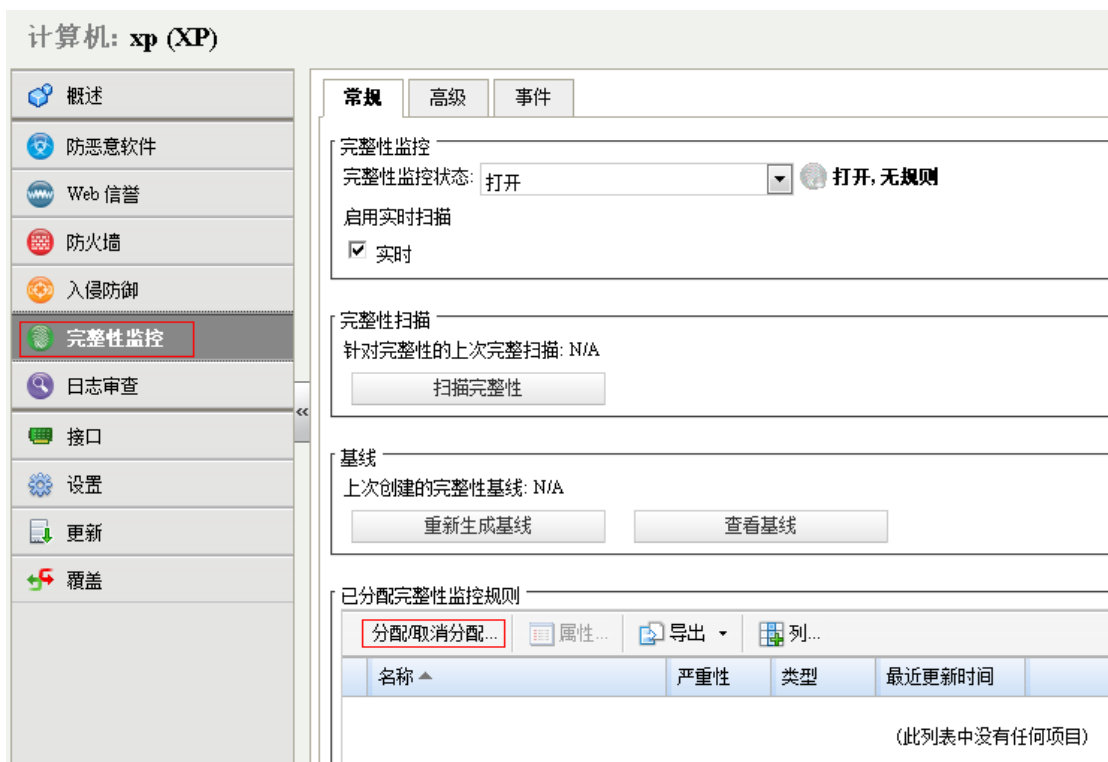 计算机: xp (XP)
概述
防恶意软件
Web 信誉
防火墙
入侵防御
完整性监控
日志审查
接口
设置
更新
覆盖
«
常规 高级 事件
完整性监控
完整性监控状态: 打开 打开, 无规则
启用实时扫描
实时
完整性扫描
针对完整性的上次完整扫描: N/A
扫描完整性
基线
上次创建的完整性基线: N/A
重新生成基线 查看基线
已分配完整性监控规则
分配/取消分配... 属性... 导出 列...
名称 严重性 类型 最近更新时间
(此列表中没有任何项目)